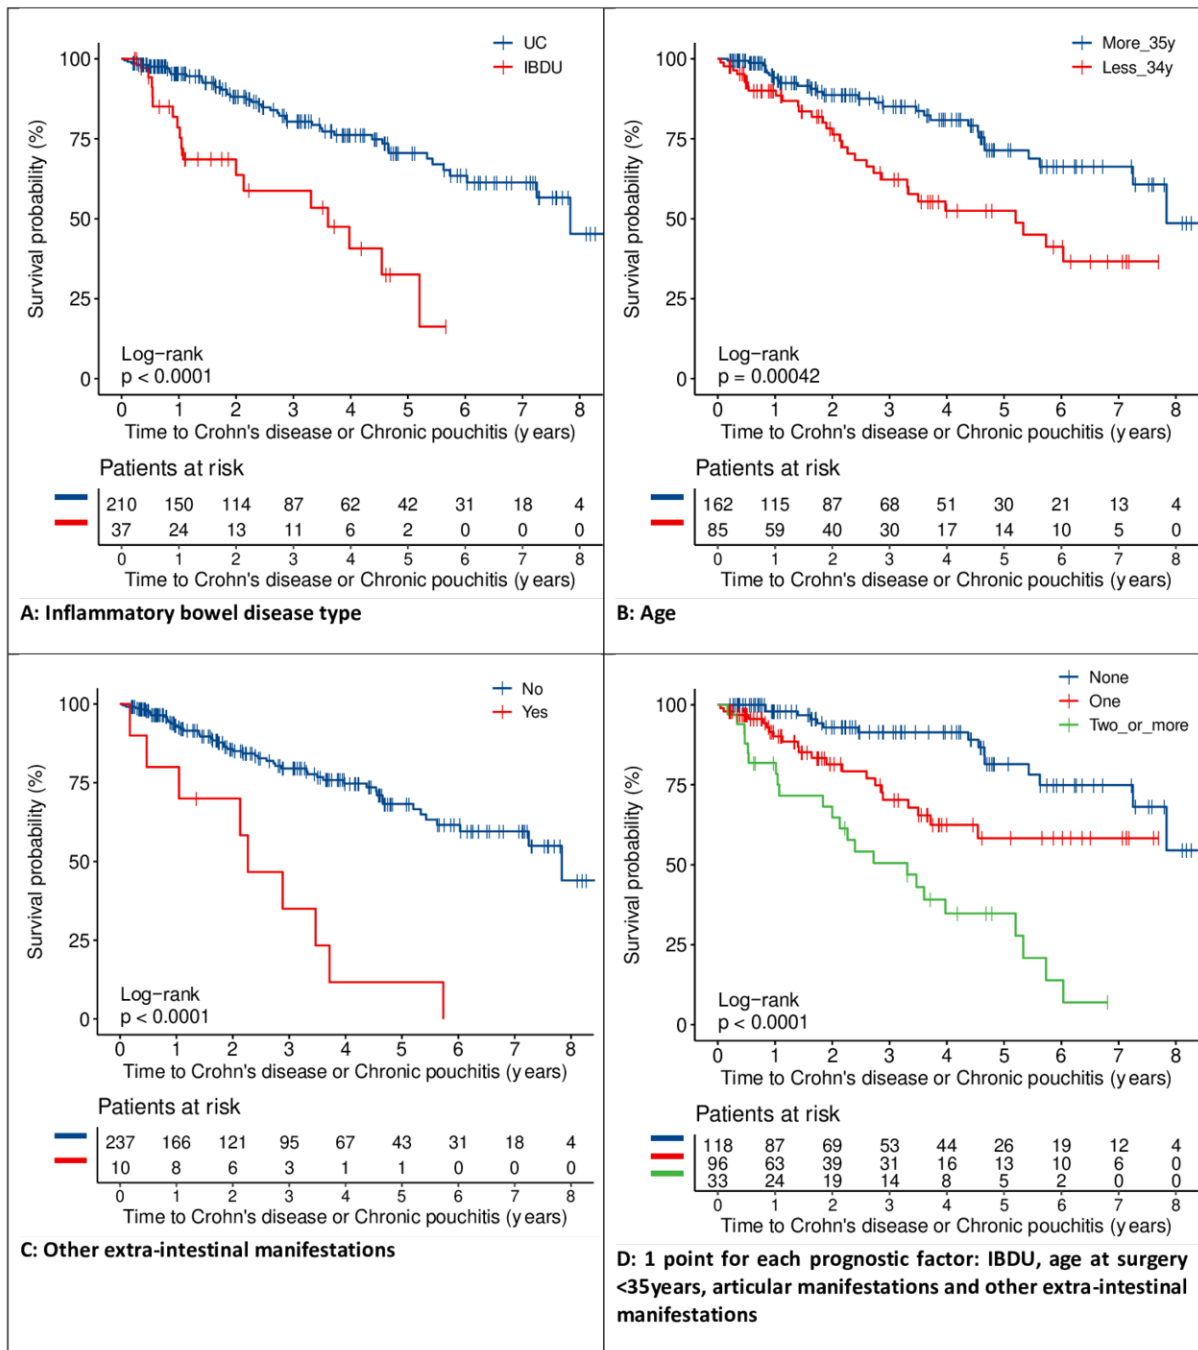 UC
IBDU
100
75
50
25
0
Survival probability (%)
Log-rank
p < 0.0001
0 1 2 3 4 5 6 7 8
Time to Crohn's disease or Chronic pouchitis (years)
Patients at risk
210 150 114 87 62 42 31 18 4
37 24 13 11 6 2 0 0 0
0 1 2 3 4 5 6 7 8
Time to Crohn's disease or Chronic pouchitis (years)
A: Inflammatory bowel disease type
More_35y
Less_34y
100
75
50
25
0
Survival probability (%)
Log-rank
p = 0.00042
0 1 2 3 4 5 6 7 8
Time to Crohn's disease or Chronic pouchitis (years)
Patients at risk
162 115 87 68 51 30 21 13 4
85 59 40 30 17 14 10 5 0
0 1 2 3 4 5 6 7 8
Time to Crohn's disease or Chronic pouchitis (years)
B: Age
No
Yes
100
75
50
25
0
Survival probability (%)
Log-rank
p < 0.0001
0 1 2 3 4 5 6 7 8
Time to Crohn's disease or Chronic pouchitis (years)
Patients at risk
237 166 121 95 67 43 31 18 4
10 8 6 3 1 1 0 0 0
0 1 2 3 4 5 6 7 8
Time to Crohn's disease or Chronic pouchitis (years)
C: Other extra-intestinal manifestations
None
One
Two_or_more
100
75
50
25
0
Survival probability (%)
Log-rank
p < 0.0001
0 1 2 3 4 5 6 7 8
Time to Crohn's disease or Chronic pouchitis (years)
Patients at risk
118 87 69 53 44 26 19 12 4
96 63 39 31 16 13 10 6 0
33 24 19 14 8 5 2 0 0
0 1 2 3 4 5 6 7 8
Time to Crohn's disease or Chronic pouchitis (years)
D: 1 point for each prognostic factor: IBDU, age at surgery
<35years, articular manifestations and other extra-intestinal
manifestations